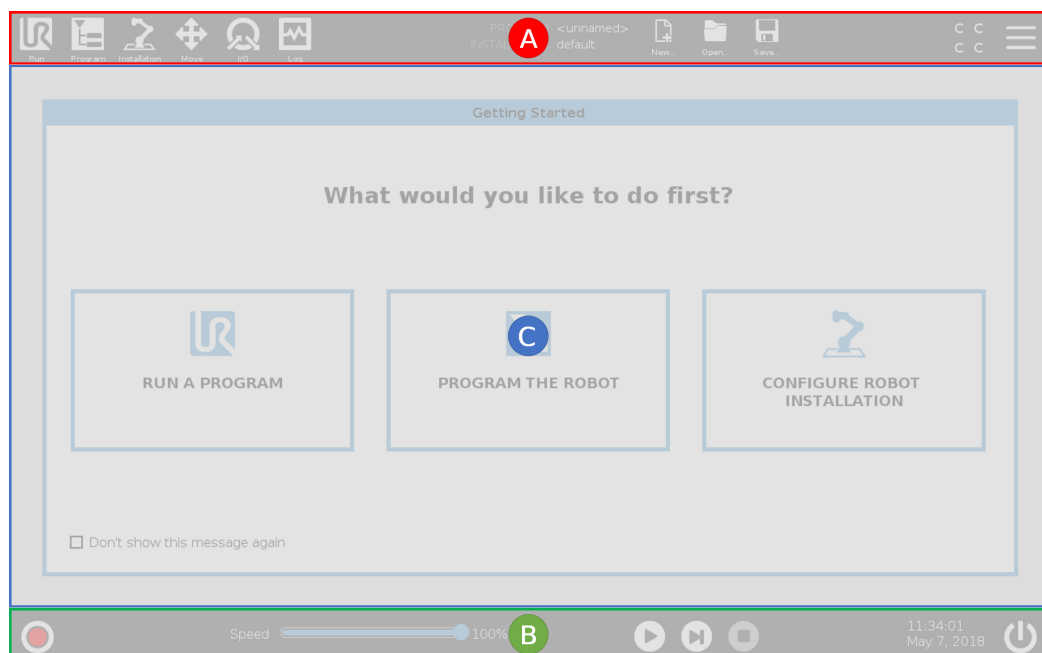 PR <unnamed>
INSTAL default
A
Run Program Installation Move I/O Log New... Open... Save...
C C
C C
Getting Started
What would you like to do first?
C
RUN A PROGRAM
PROGRAM THE ROBOT
CONFIGURE ROBOT
INSTALLATION
Don't show this message again
Speed 100%
B
11:34:01
May 7, 2018